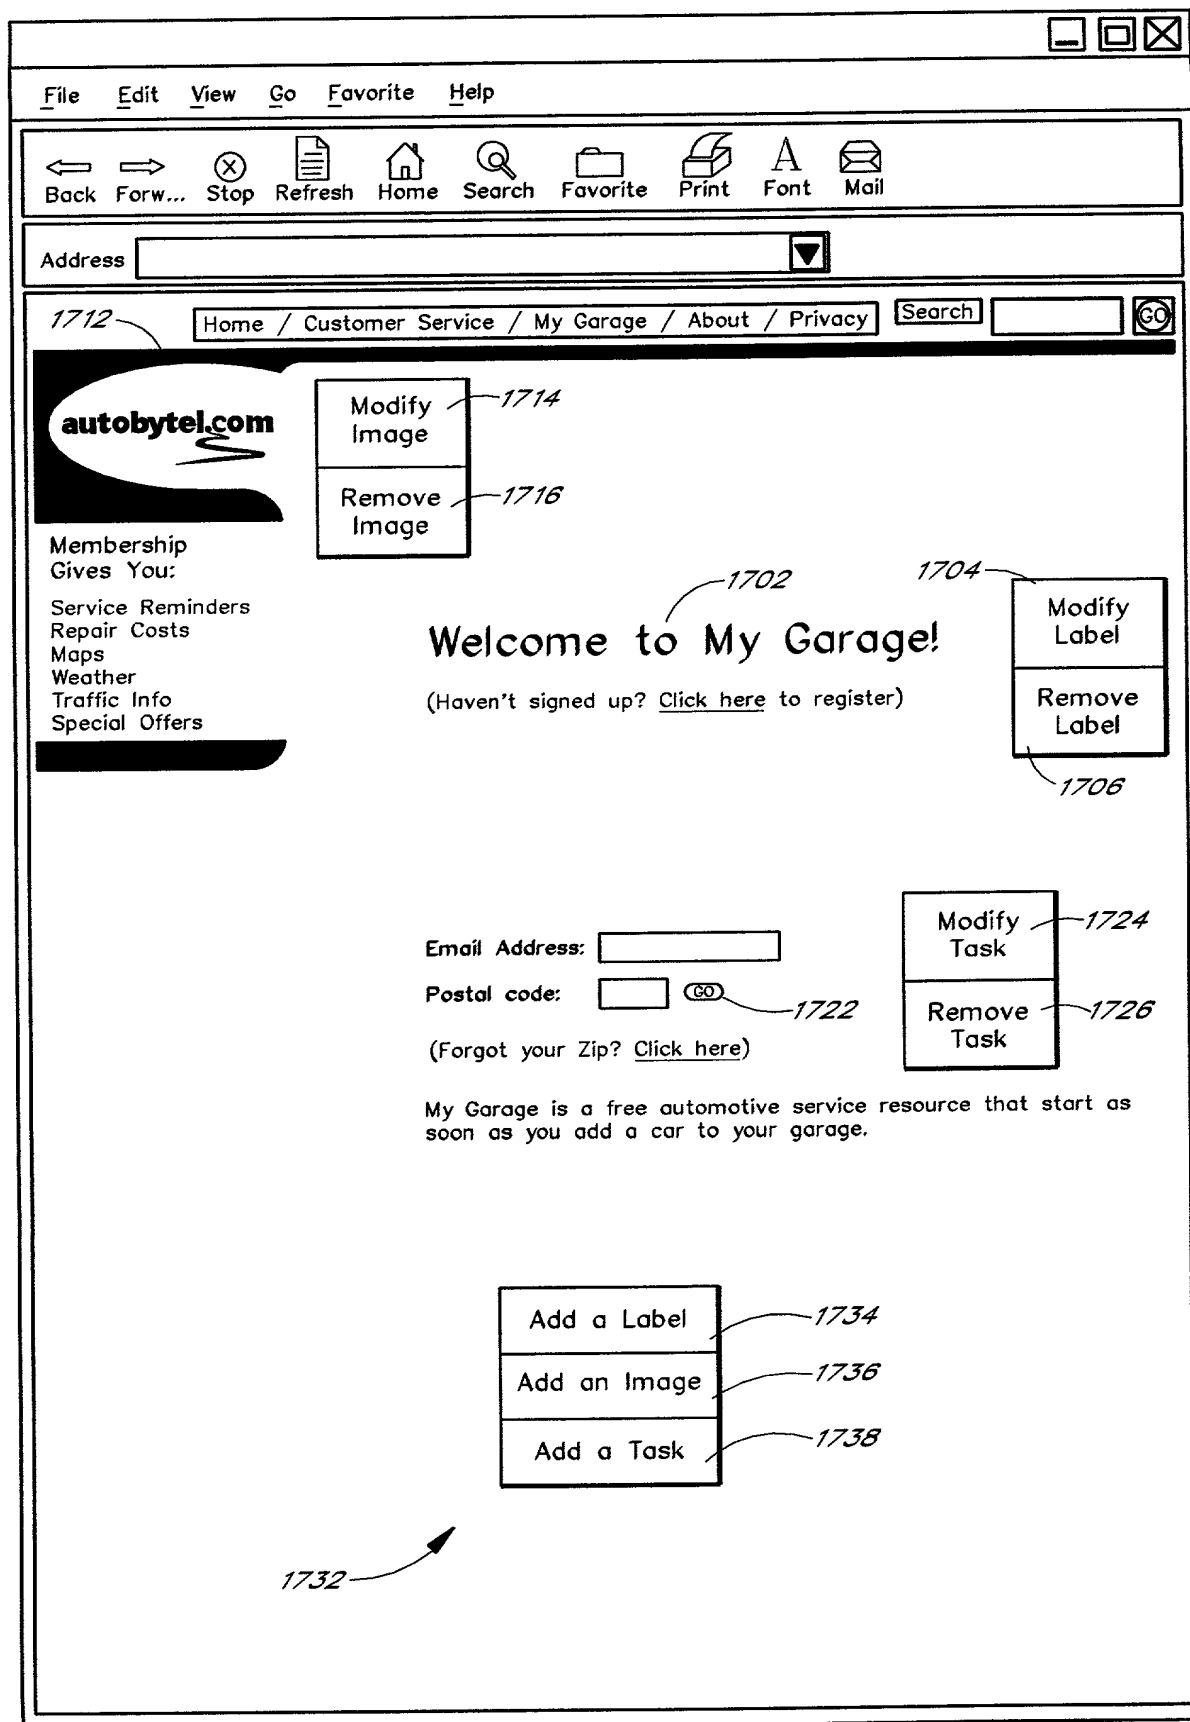 File Edit View Go Favorite Help
Back Forw... Stop Refresh Home Search Favorite Print Font Mail
Address
1712
Home / Customer Service / My Garage / About / Privacy
Search
GO
autobytel.com
Modify
Image
1714
Remove
Image
1716
Membership
Gives You:
Service Reminders
Repair Costs
Maps
Weather
Traffic Info
Special Offers
1702
1704
Welcome to My Garage!
(Haven't signed up? Click here to register)
Modify
Label
Remove
Label
1706
Email Address:
Postal code:
GO
1722
(Forgot your Zip? Click here)
Modify
Task
1724
Remove
Task
1726
My Garage is a free automotive service resource that start as
soon as you add a car to your garage.
Add a Label
1734
Add an Image
1736
Add a Task
1738
1732